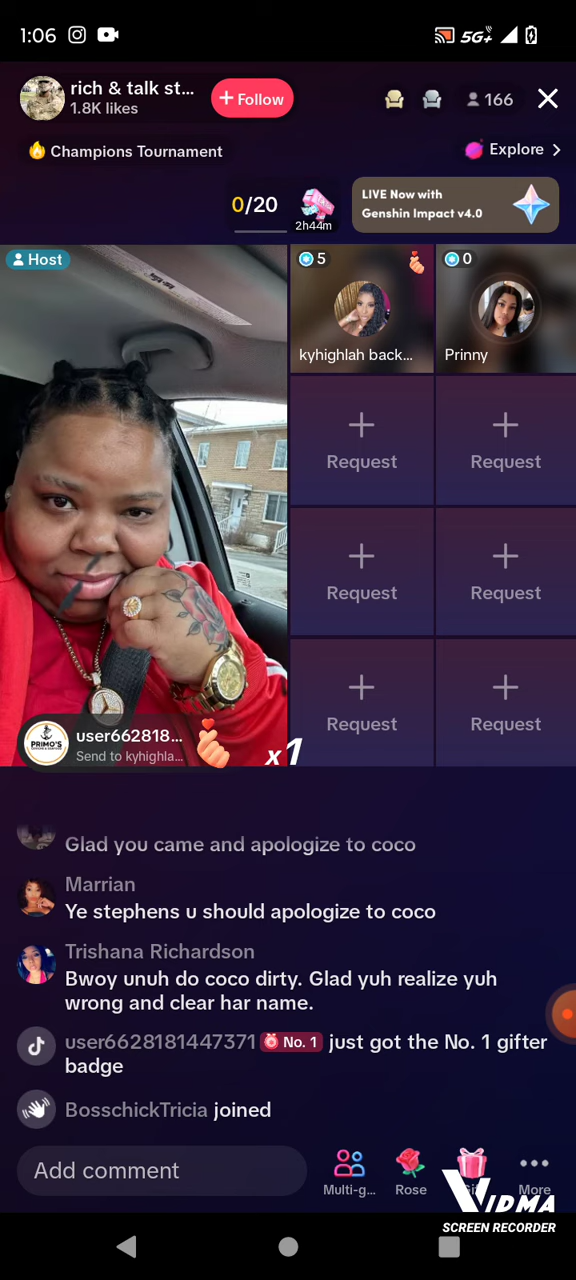 1:06
5G+
rich & talk st...
1.8K likes
+ Follow
166
Champions Tournament
Explore
0/20
2h44m
LIVE Now with
Genshin Impact v4.0
Host
5
kyhighlah back...
0
Prinny
Request
Request
Request
Request
Request
Request
PRIMO'S
user662818...
Send to kyhighla...
x1
Glad you came and apologize to coco
Marrian
Ye stephens u should apologize to coco
Trishana Richardson
Bwoy unuh do coco dirty. Glad yuh realize yuh
wrong and clear har name.
user6628181447371 No. 1 just got the No. 1 gifter
badge
BosschickTricia joined
Add comment
Multi-g...
Rose
More
VIDMA
SCREEN RECORDER